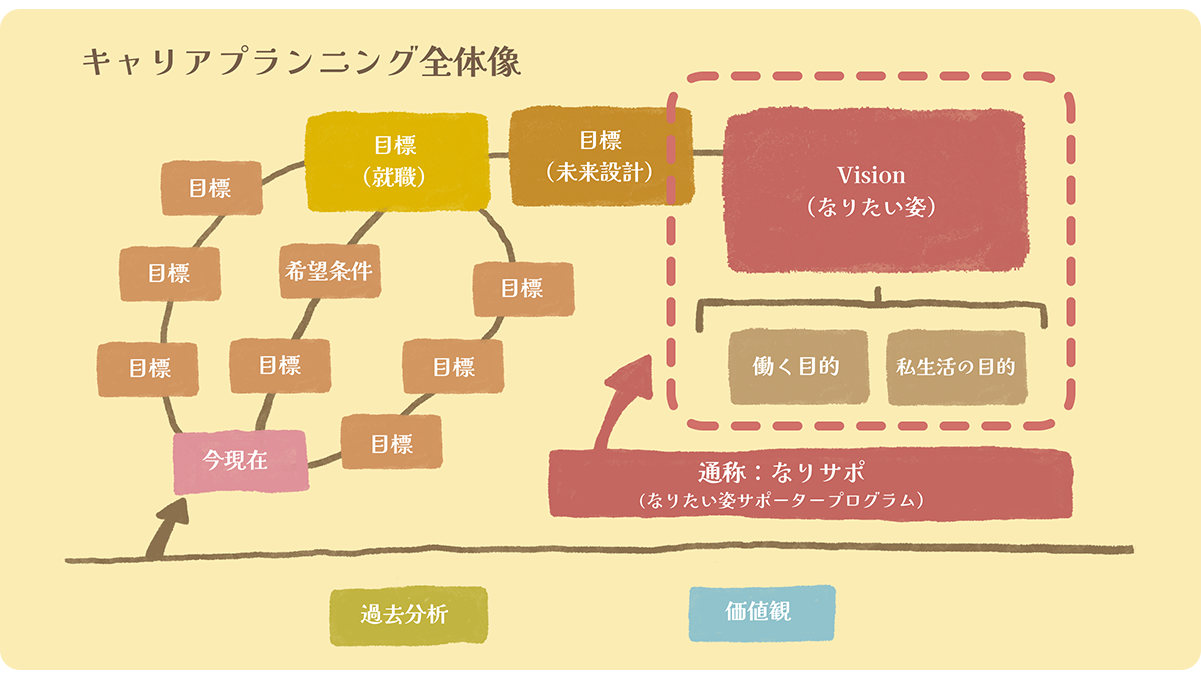 キャリアプランニング全体像
目標
（就職）
目標
（未来設計）
Vision
（なりたい姿）
目標
目標
希望条件
目標
目標
目標
目標
働く目的
私生活の目的
目標
今現在
通称：なりサポ
（なりたい姿サポータープログラム）
過去分析
価値観